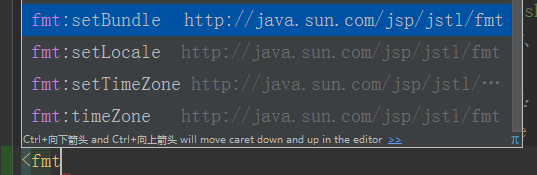 fmt:setBundle http://java.sun.com/jsp/jstl/fmt
fmt:setLocale http://java.sun.com/jsp/jstl/fmt
fmt:setTimeZone http://java.sun.com/jsp/jstl/…
fmt:timeZone http://java.sun.com/jsp/jstl/fmt
Ctrl+向下箭头 and Ctrl+向上箭头 will move caret down and up in the editor >> π
<fmt